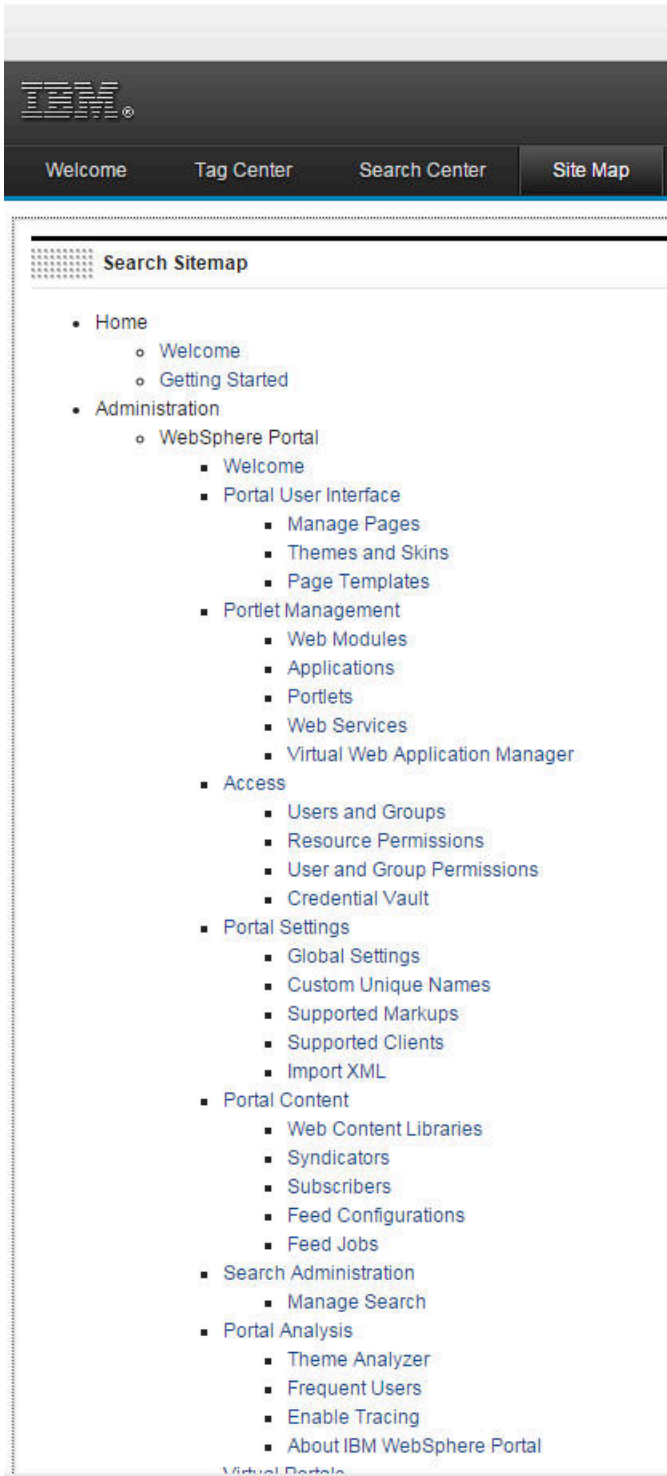 IBM®
Welcome Tag Center Search Center Site Map
Search Sitemap
Home
Welcome
Getting Started
Administration
WebSphere Portal
Welcome
Portal User Interface
Manage Pages
Themes and Skins
Page Templates
Portlet Management
Web Modules
Applications
Portlets
Web Services
Virtual Web Application Manager
Access
Users and Groups
Resource Permissions
User and Group Permissions
Credential Vault
Portal Settings
Global Settings
Custom Unique Names
Supported Markups
Supported Clients
Import XML
Portal Content
Web Content Libraries
Syndicators
Subscribers
Feed Configurations
Feed Jobs
Search Administration
Manage Search
Portal Analysis
Theme Analyzer
Frequent Users
Enable Tracing
About IBM WebSphere Portal
Virtual Portals